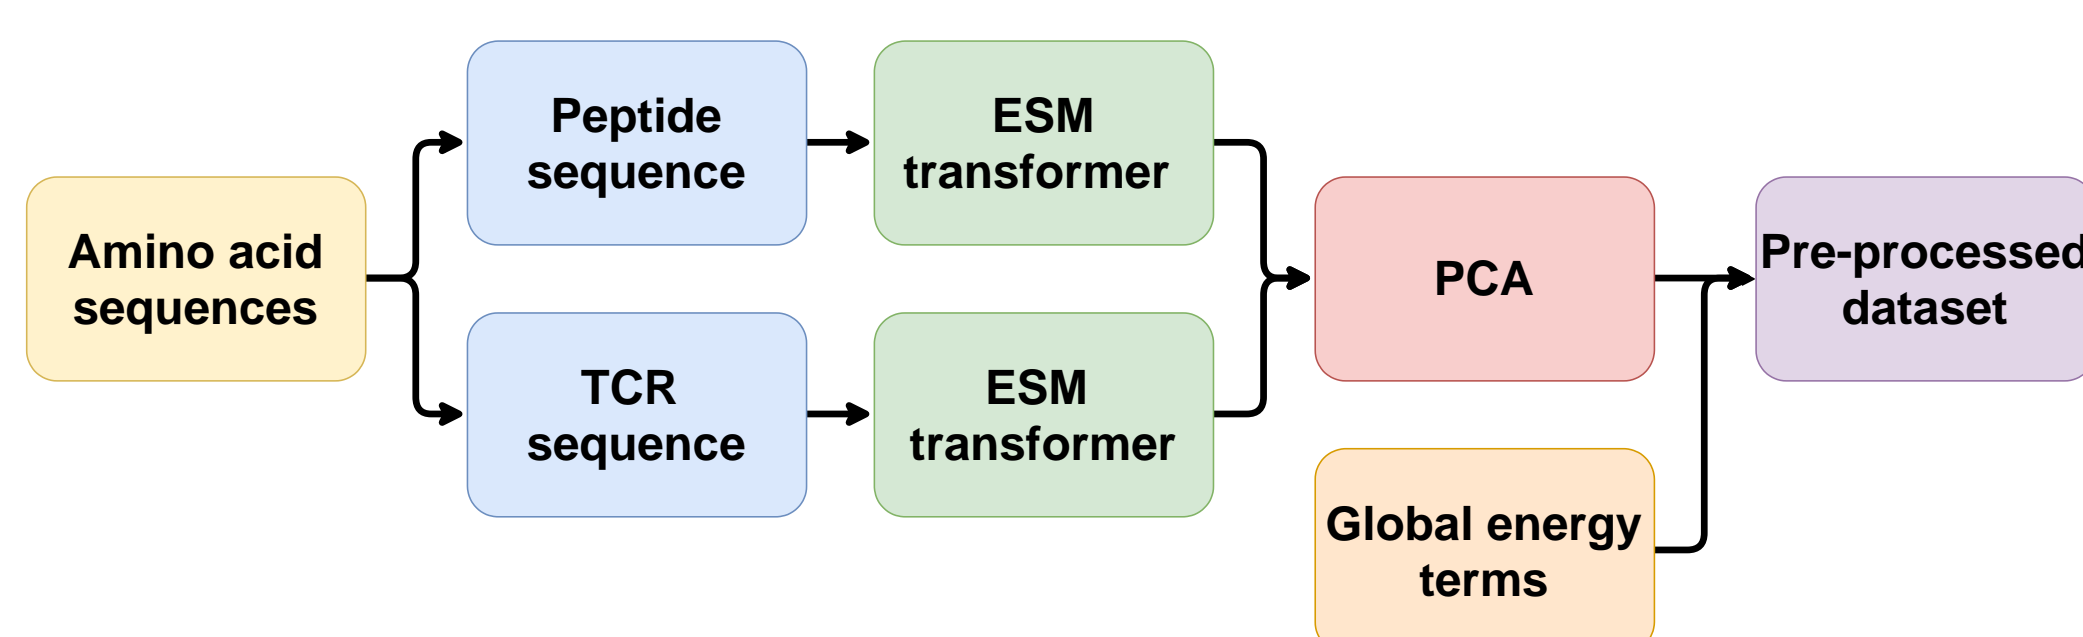 Amino acid
sequences
Peptide
sequence
ESM
transformer
TCR
sequence
ESM
transformer
PCA
Global energy
terms
Pre-processed
dataset